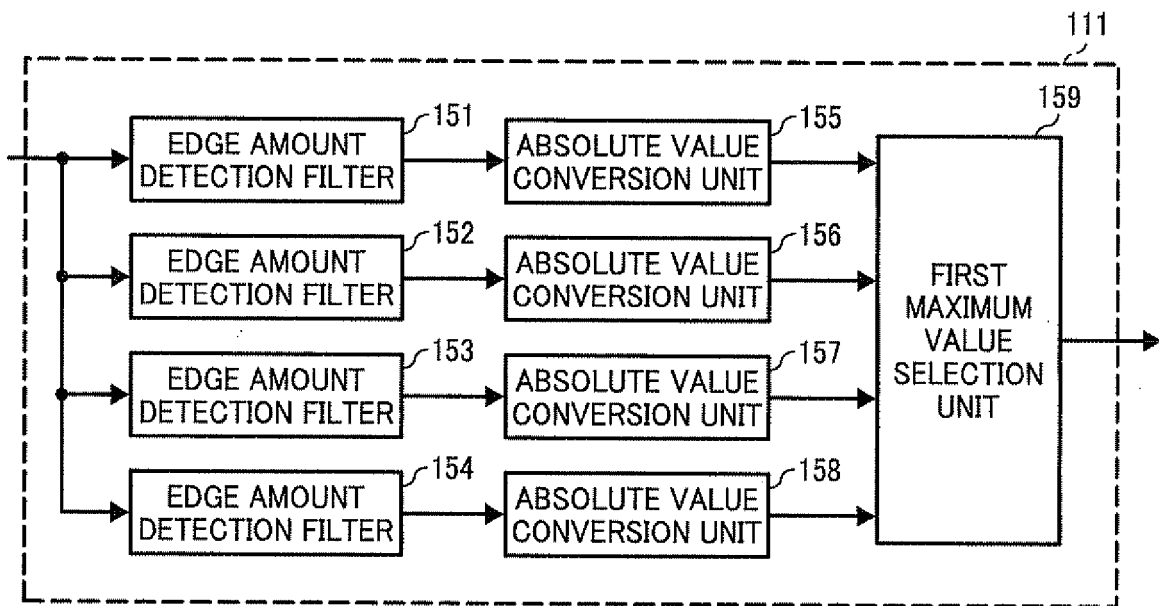 111
EDGE AMOUNT
DETECTION FILTER
151
ABSOLUTE VALUE
CONVERSION UNIT
155
159
EDGE AMOUNT
DETECTION FILTER
152
ABSOLUTE VALUE
CONVERSION UNIT
156
FIRST
MAXIMUM
VALUE
SELECTION
UNIT
EDGE AMOUNT
DETECTION FILTER
153
ABSOLUTE VALUE
CONVERSION UNIT
157
EDGE AMOUNT
DETECTION FILTER
154
ABSOLUTE VALUE
CONVERSION UNIT
158